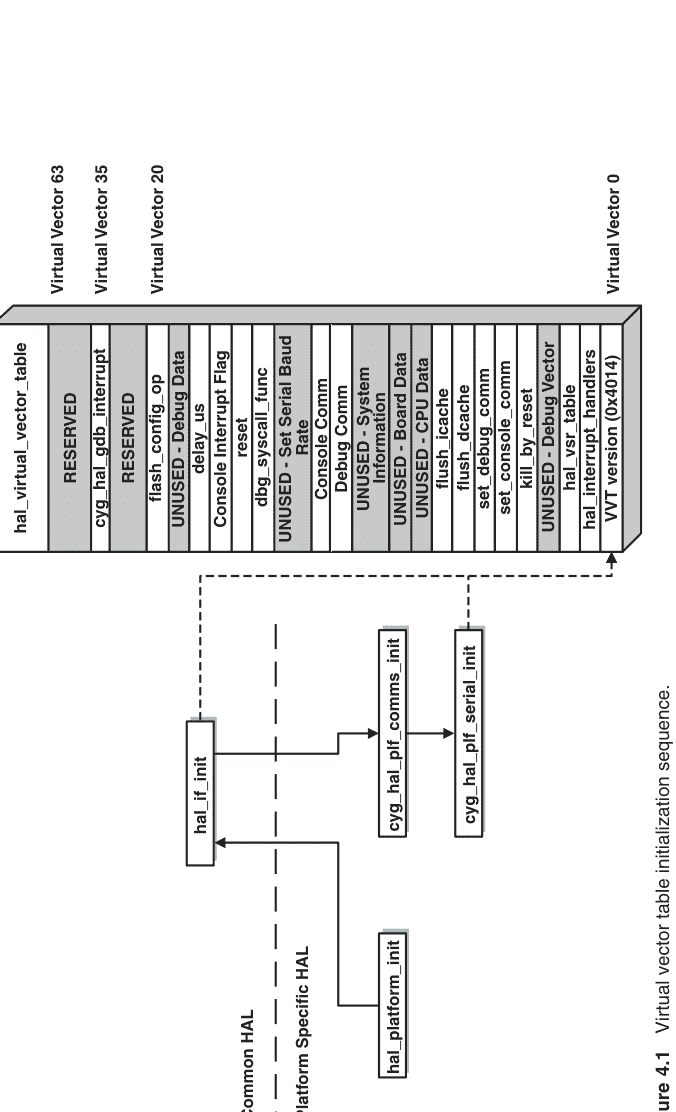 hal_virtual_vector_table
RESERVED
Virtual Vector 63
cyg_hal_gdb_interrupt
Virtual Vector 35
RESERVED
flash_config_op
Virtual Vector 20
UNUSED - Debug Data
delay_us
Console Interrupt Flag
reset
dbg_syscall_func
UNUSED - Set Serial Baud
Rate
Console Comm
Debug Comm
UNUSED - System
Information
UNUSED - Board Data
UNUSED - CPU Data
flush_icache
flush_dcache
set_debug_comm
set_console_comm
kill_by_reset
UNUSED - Debug Vector
hal_vsr_table
hal_interrupt_handlers
VVT version (0x4014)
Virtual Vector 0
hal_if_init
Common HAL
Platform Specific HAL
hal_platform_init
cyg_hal_plf_comms_init
cyg_hal_plf_serial_init
ure 4.1 Virtual vector table initialization sequence.